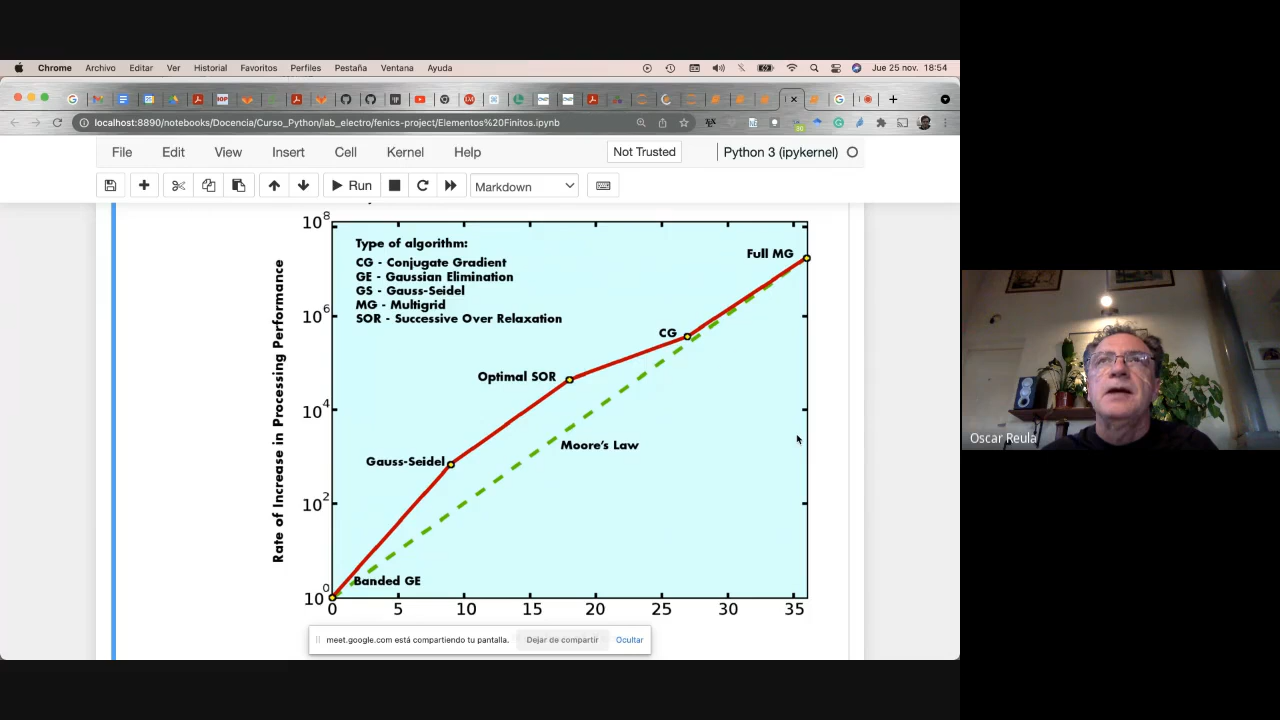 Chrome Archivo Editar Ver Historial Favoritos Perfiles Pestaña Ventana Ayuda Jue 25 nov. 18:54
localhost:8890/notebooks/Docencia/Curso_Python/lab_electro/fenics-project/Elementos%20Finitos.ipynb
File Edit View Insert Cell Kernel Help Not Trusted Python 3 (ipykernel)
Run Markdown
10^8
Type of algorithm:
CG - Conjugate Gradient
GE - Gaussian Elimination
GS - Gauss-Seidel
MG - Multigrid
SOR - Successive Over Relaxation
Full MG
10^6
CG
Optimal SOR
10^4
Moore's Law
Gauss-Seidel
10^2
Banded GE
10^0
Rate of Increase in Processing Performance
0 5 10 15 20 25 30 35
meet.google.com está compartiendo tu pantalla. Dejar de compartir Ocultar
Oscar Reula